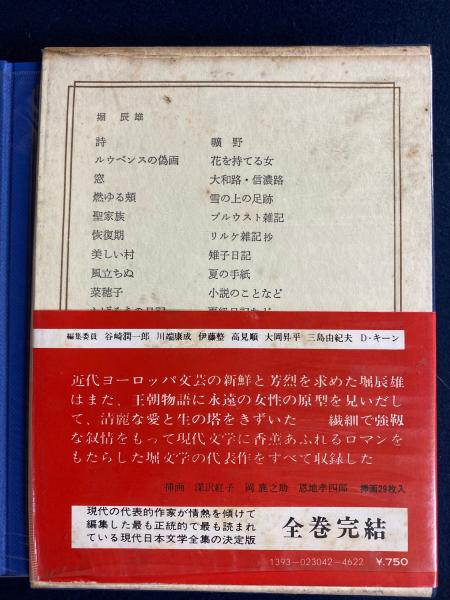 堀 辰雄
詩
ルウベンスの偽画
窓
燃ゆる頬
聖家族
恢復期
美しい村
風立ちぬ
菜穂子
曠野
花を持てる女
大和路・信濃路
雪の上の足跡
プルウスト雑記
リルケ雑記抄
雉子日記
夏の手紙
小説のことなど
編集委員 谷崎潤一郎 川端康成 伊藤整 高見順 大岡昇平 三島由紀夫 D・キーン
近代ヨーロッパ文芸の新鮮と芳烈を求めた堀辰雄
はまた、王朝物語に永遠の女性の原型を見いだし
て、清麗な愛と生の塔をきずいた 繊細で強靱
な叙情をもって現代文学に香薫あふれるロマンを
もたらした堀文学の代表作をすべて収録した
挿画 深沢紅子 岡鹿之助 恩地孝四郎 挿画29枚入
現代の代表的作家が情熱を傾けて
編集した最も正統的で最も読まれ
ている現代日本文学全集の決定版
全巻完結
1393-023042-4622 ¥.750